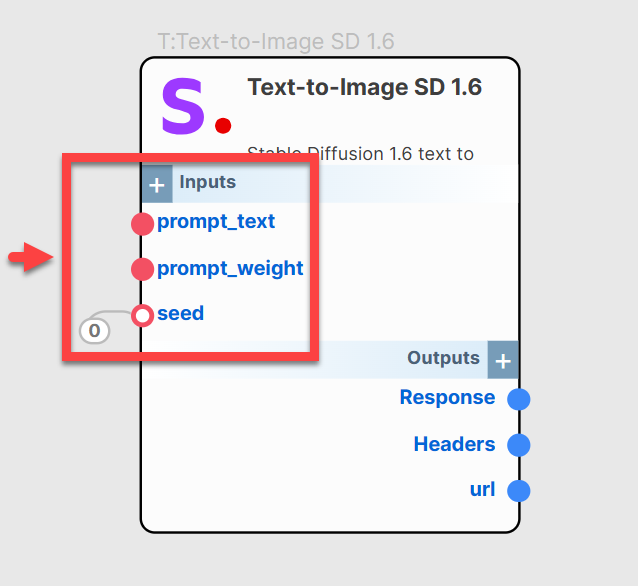 T:Text-to-Image SD 1.6
S.
Text-to-Image SD 1.6
Stable Diffusion 1.6 text to
+ Inputs
prompt_text
prompt_weight
seed
0
Outputs +
Response
Headers
url